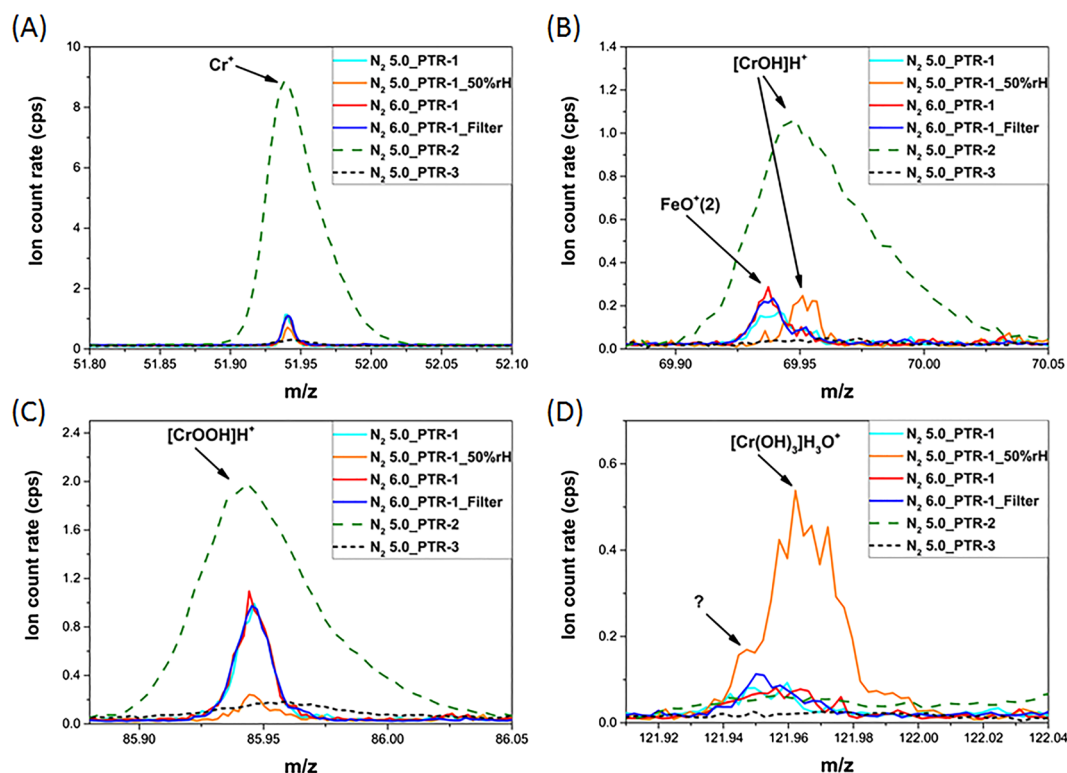 (A)
Ion count rate (cps)
10
8
6
4
2
0
Cr⁺
N₂ 5.0_PTR-1
N₂ 5.0_PTR-1_50%rH
N₂ 6.0_PTR-1
N₂ 6.0_PTR-1_Filter
N₂ 5.0_PTR-2
N₂ 5.0_PTR-3
51.80 51.85 51.90 51.95 52.00 52.05 52.10
m/z
(B)
Ion count rate (cps)
1.4
1.2
1.0
0.8
0.6
0.4
0.2
0.0
[CrOH]H⁺
FeO⁺(2)
N₂ 5.0_PTR-1
N₂ 5.0_PTR-1_50%rH
N₂ 6.0_PTR-1
N₂ 6.0_PTR-1_Filter
N₂ 5.0_PTR-2
N₂ 5.0_PTR-3
69.90 69.95 70.00 70.05
m/z
(C)
Ion count rate (cps)
2.4
2.0
1.6
1.2
0.8
0.4
0.0
[CrOOH]H⁺
N₂ 5.0_PTR-1
N₂ 5.0_PTR-1_50%rH
N₂ 6.0_PTR-1
N₂ 6.0_PTR-1_Filter
N₂ 5.0_PTR-2
N₂ 5.0_PTR-3
85.90 85.95 86.00 86.05
m/z
(D)
Ion count rate (cps)
0.6
0.4
0.2
0.0
[Cr(OH)₃]H₃O⁺
?
N₂ 5.0_PTR-1
N₂ 5.0_PTR-1_50%rH
N₂ 6.0_PTR-1
N₂ 6.0_PTR-1_Filter
N₂ 5.0_PTR-2
N₂ 5.0_PTR-3
121.92 121.94 121.96 121.98 122.00 122.02 122.04
m/z